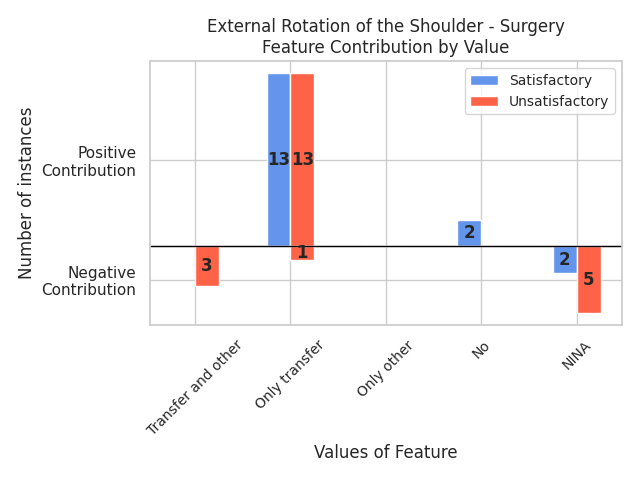 External Rotation of the Shoulder - Surgery
Feature Contribution by Value
Satisfactory
Unsatisfactory
Number of instances
Positive
Contribution
Negative
Contribution
13
13
2
3
1
2
5
Transfer and other
Only transfer
Only other
No
NINA
Values of Feature